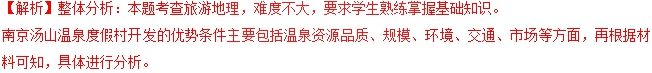 【解析】整体分析：本题考查旅游地理，难度不大，要求学生熟练掌握基础知识。
南京汤山温泉度假村开发的优势条件主要包括温泉资源品质、规模、环境、交通、市场等方面，再根据材
料可知，具体进行分析。